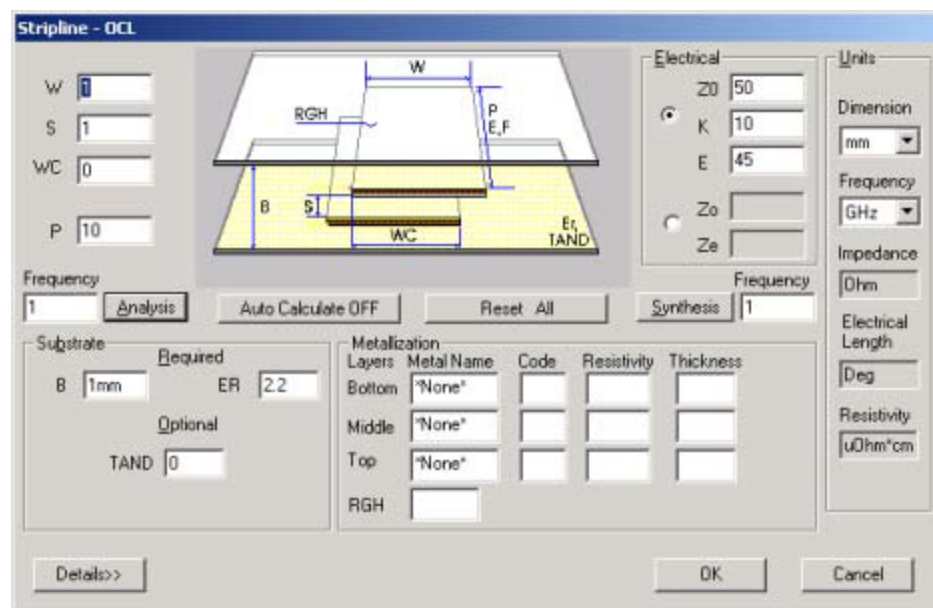 Stripline - OCL
W 1
S 1
WC 0
P 10
W
RGH
P
E,F
B
S
WC
Er,
TAND
Electrical
Z0 50
K 10
E 45
Zo
Ze
Units
Dimension
mm
Frequency
GHz
Impedance
Ohm
Electrical
Length
Deg
Resistivity
uOhm*cm
Frequency
1 Analysis
Auto Calculate OFF
Reset All
Synthesis
Frequency
1
Substrate
Required
B 1mm ER 2.2
Optional
TAND 0
Metallization
Layers Metal Name Code Resistivity Thickness
Bottom *None*
Middle *None*
Top *None*
RGH
Details>>
OK
Cancel